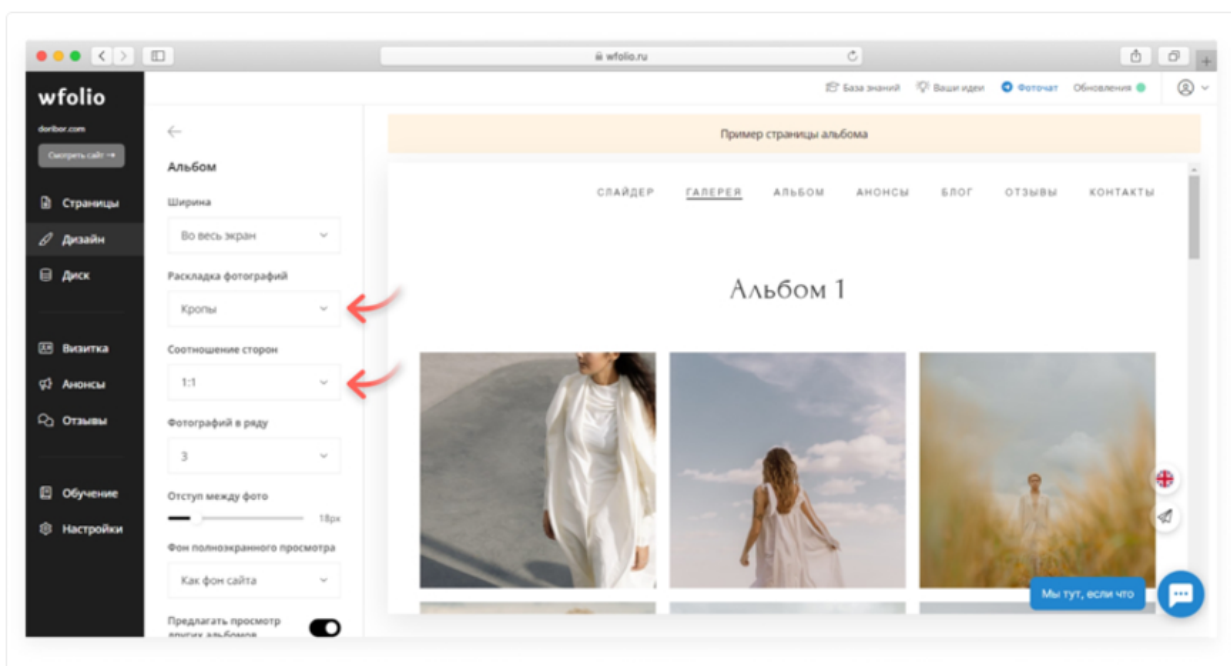 wfolio.ru
wfolio
База знаний
Ваши идеи
Фоточат
Обновления
doribor.com
Смотреть сайт →
Страницы
Дизайн
Диск
Визитка
Анонсы
Отзывы
Обучение
Настройки
Альбом
Ширина
Во весь экран
Раскладка фотографий
Кропы
Соотношение сторон
1:1
Фотографий в ряду
3
Отступ между фото
18px
Фон полноэкранного просмотра
Как фон сайта
Предлагать просмотр
других альбомов
Пример страницы альбома
СЛАЙДЕР ГАЛЕРЕЯ АЛЬБОМ АНОНСЫ БЛОГ ОТЗЫВЫ КОНТАКТЫ
Альбом 1
Мы тут, если что